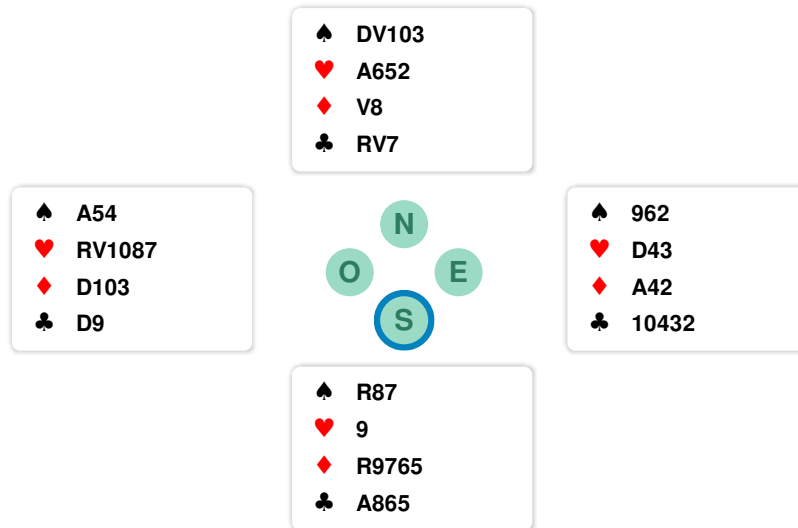 ♠ DV103
♥ A652
♦ V8
♣ RV7
♠ A54
♥ RV1087
♦ D103
♣ D9
N
O E
S
♠ 962
♥ D43
♦ A42
♣ 10432
♠ R87
♥ 9
♦ R9765
♣ A865